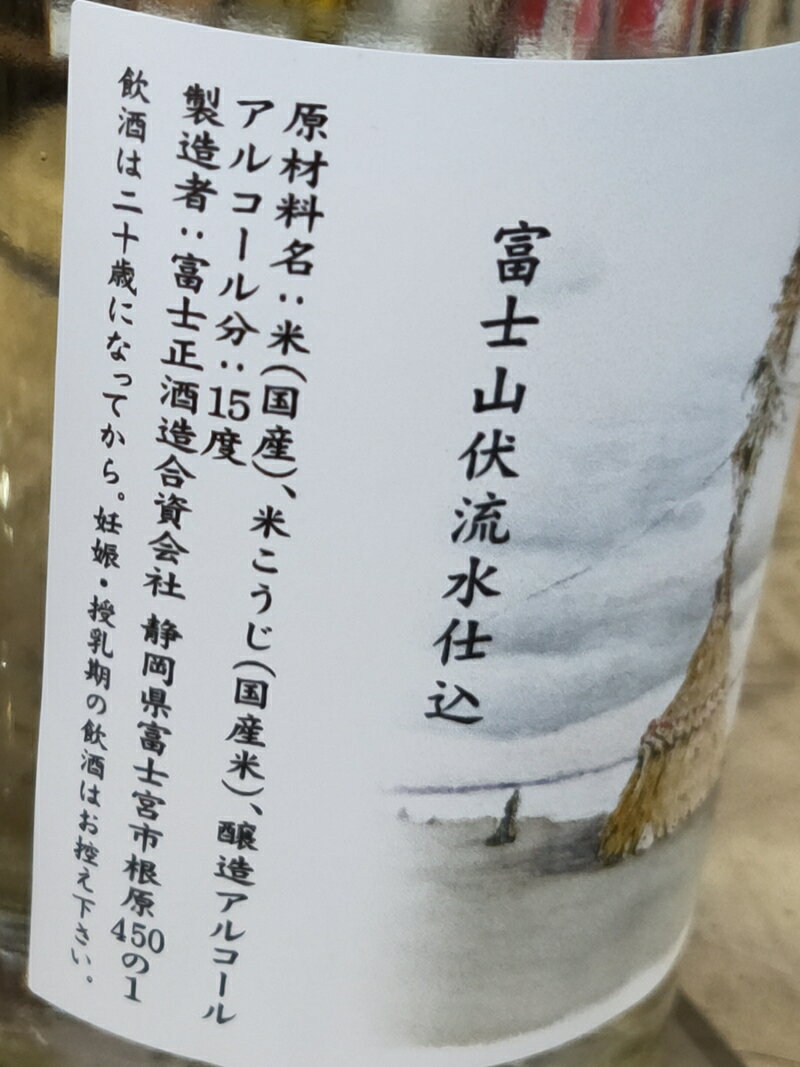 富士山伏流水仕込
原材料名：米（国産）、米こうじ（国産米）、醸造アルコール
アルコール分：15度
製造者：富士正酒造合資会社 静岡県富士宮市根原450の1
飲酒は二十歳になってから。妊娠・授乳期の飲酒はお控え下さい。